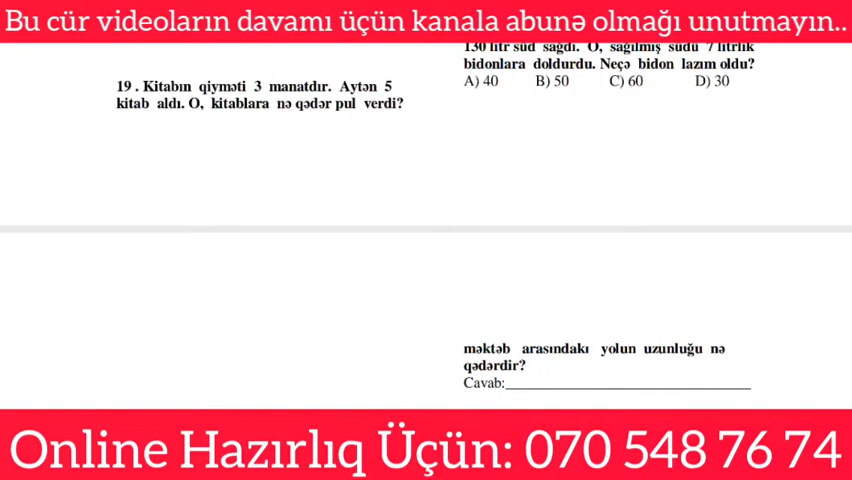 Bu cür videoların davamı üçün kanala abunə olmağı unutmayın..
19 . Kitabın qiyməti 3 manatdır. Aytən 5
kitab aldı. O, kitablara nə qədər pul verdi?
130 litr süd sağdı. O, sağılmış südü 7 litrlik
bidonlara doldurdu. Neçə bidon lazım oldu?
A) 40 B) 50 C) 60 D) 30
məktəb arasındakı yolun uzunluğu nə
qədərdir?
Cavab:
Online Hazırlıq Üçün: 070 548 76 74